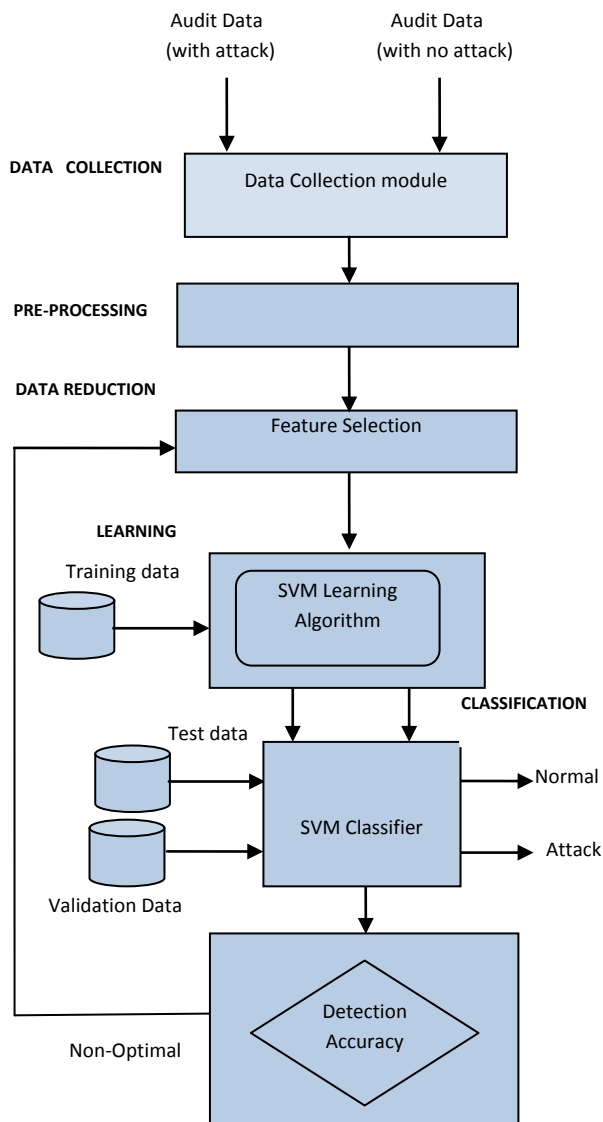 Audit Data
(with attack)
Audit Data
(with no attack)
DATA COLLECTION
Data Collection module
PRE-PROCESSING
DATA REDUCTION
Feature Selection
LEARNING
Training data
SVM Learning
Algorithm
CLASSIFICATION
Test data
Normal
SVM Classifier
Attack
Validation Data
Detection
Accuracy
Non-Optimal